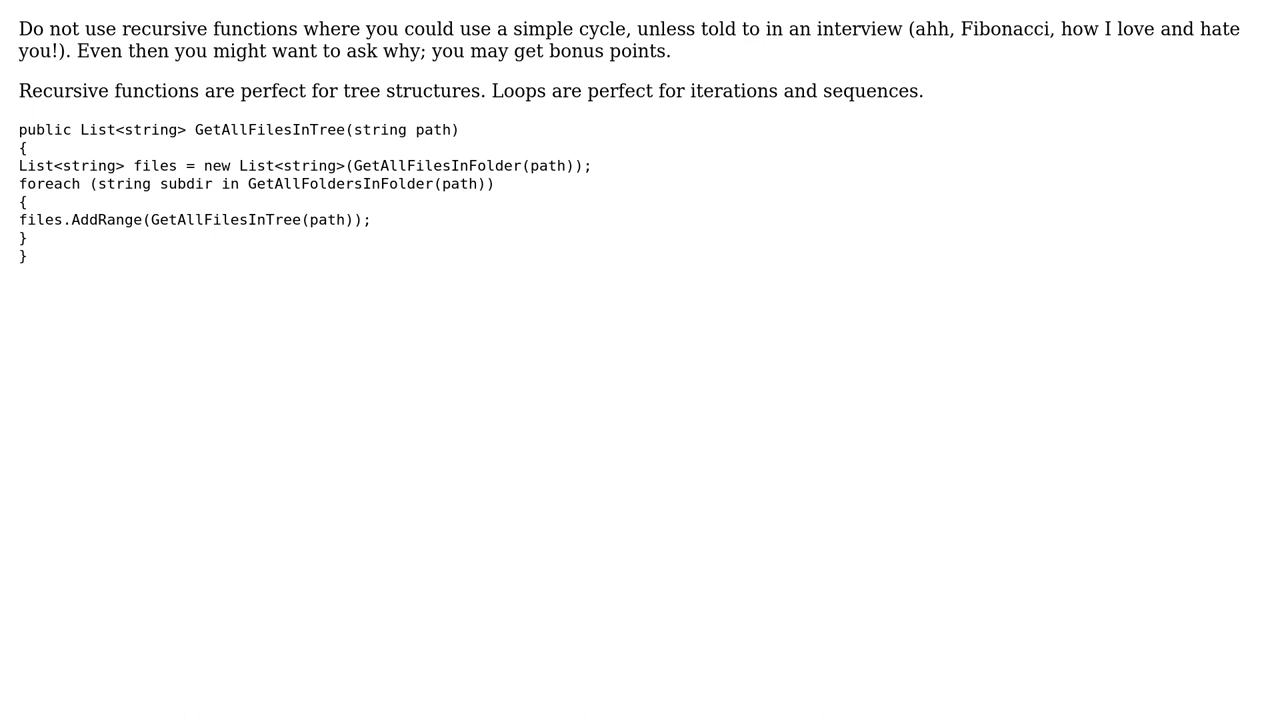 Do not use recursive functions where you could use a simple cycle, unless told to in an interview (ahh, Fibonacci, how I love and hate
you!). Even then you might want to ask why; you may get bonus points.
Recursive functions are perfect for tree structures. Loops are perfect for iterations and sequences.
public List<string> GetAllFilesInTree(string path)
{
List<string> files = new List<string>(GetAllFilesInFolder(path));
foreach (string subdir in GetAllFoldersInFolder(path))
{
files.AddRange(GetAllFilesInTree(path));
}
}